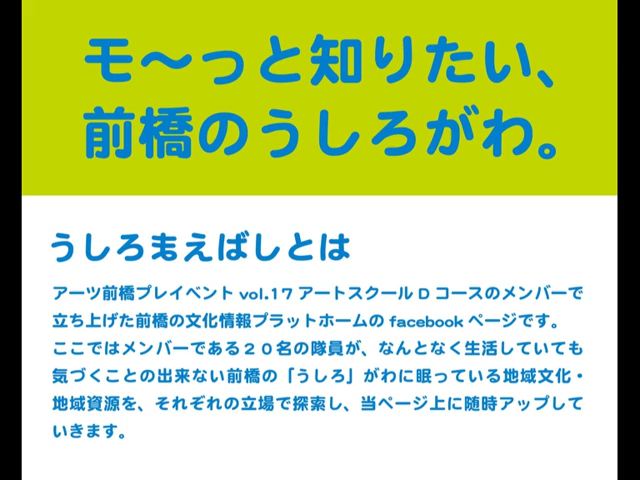 モ〜っと知りたい、
前橋のうしろがわ。
うしろまえばしとは
アーツ前橋プレイベント vol.17 アートスクール D コースのメンバーで
立ち上げた前橋の文化情報プラットホームの facebook ページです。
ここではメンバーである２０名の隊員が、なんとなく生活していても
気づくことの出来ない前橋の「うしろ」がわに眠っている地域文化・
地域資源を、それぞれの立場で探索し、当ページ上に随時アップして
いきます。